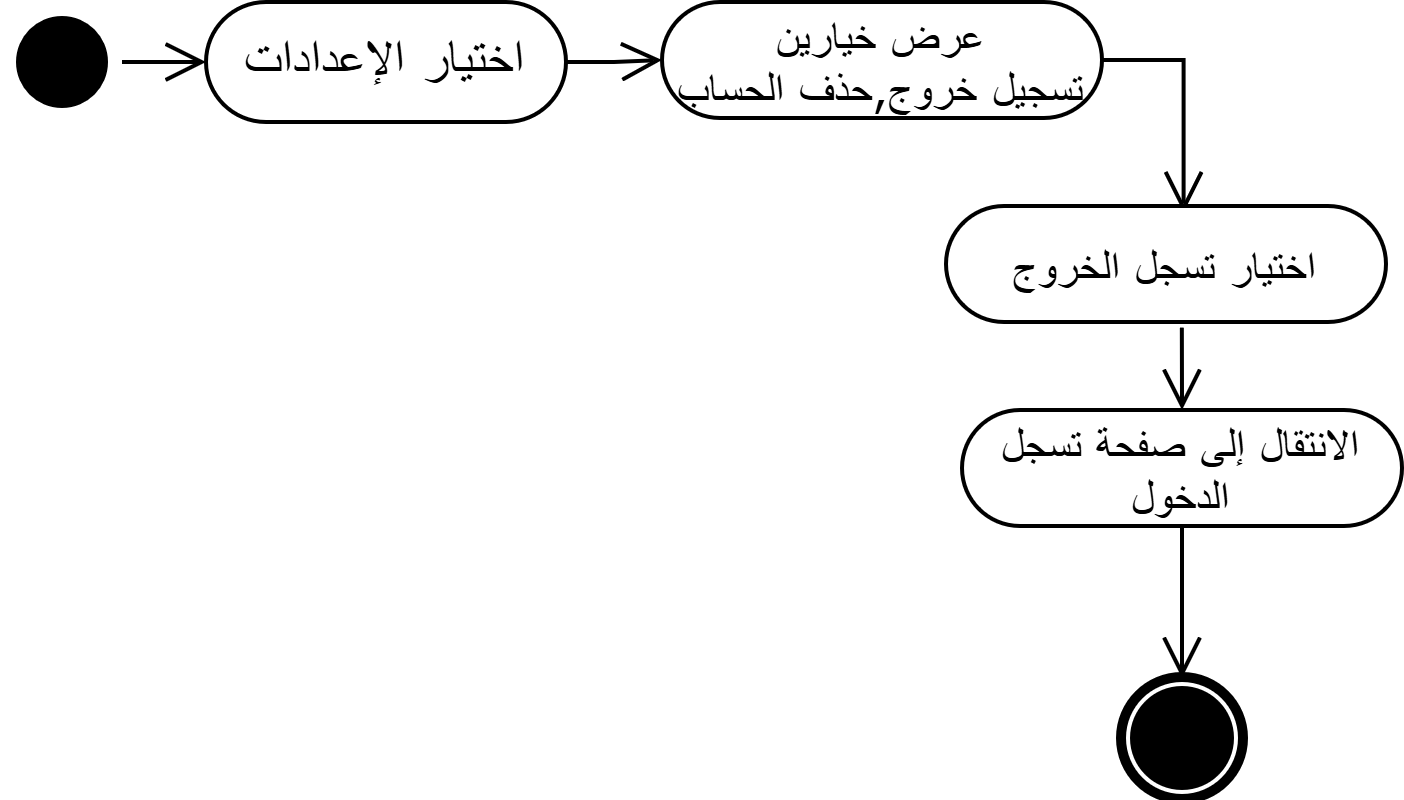 اختيار الإعدادات
عرض خيارين
تسجيل خروج,حذف الحساب
اختيار تسجل الخروج
الانتقال إلى صفحة تسجل
الدخول